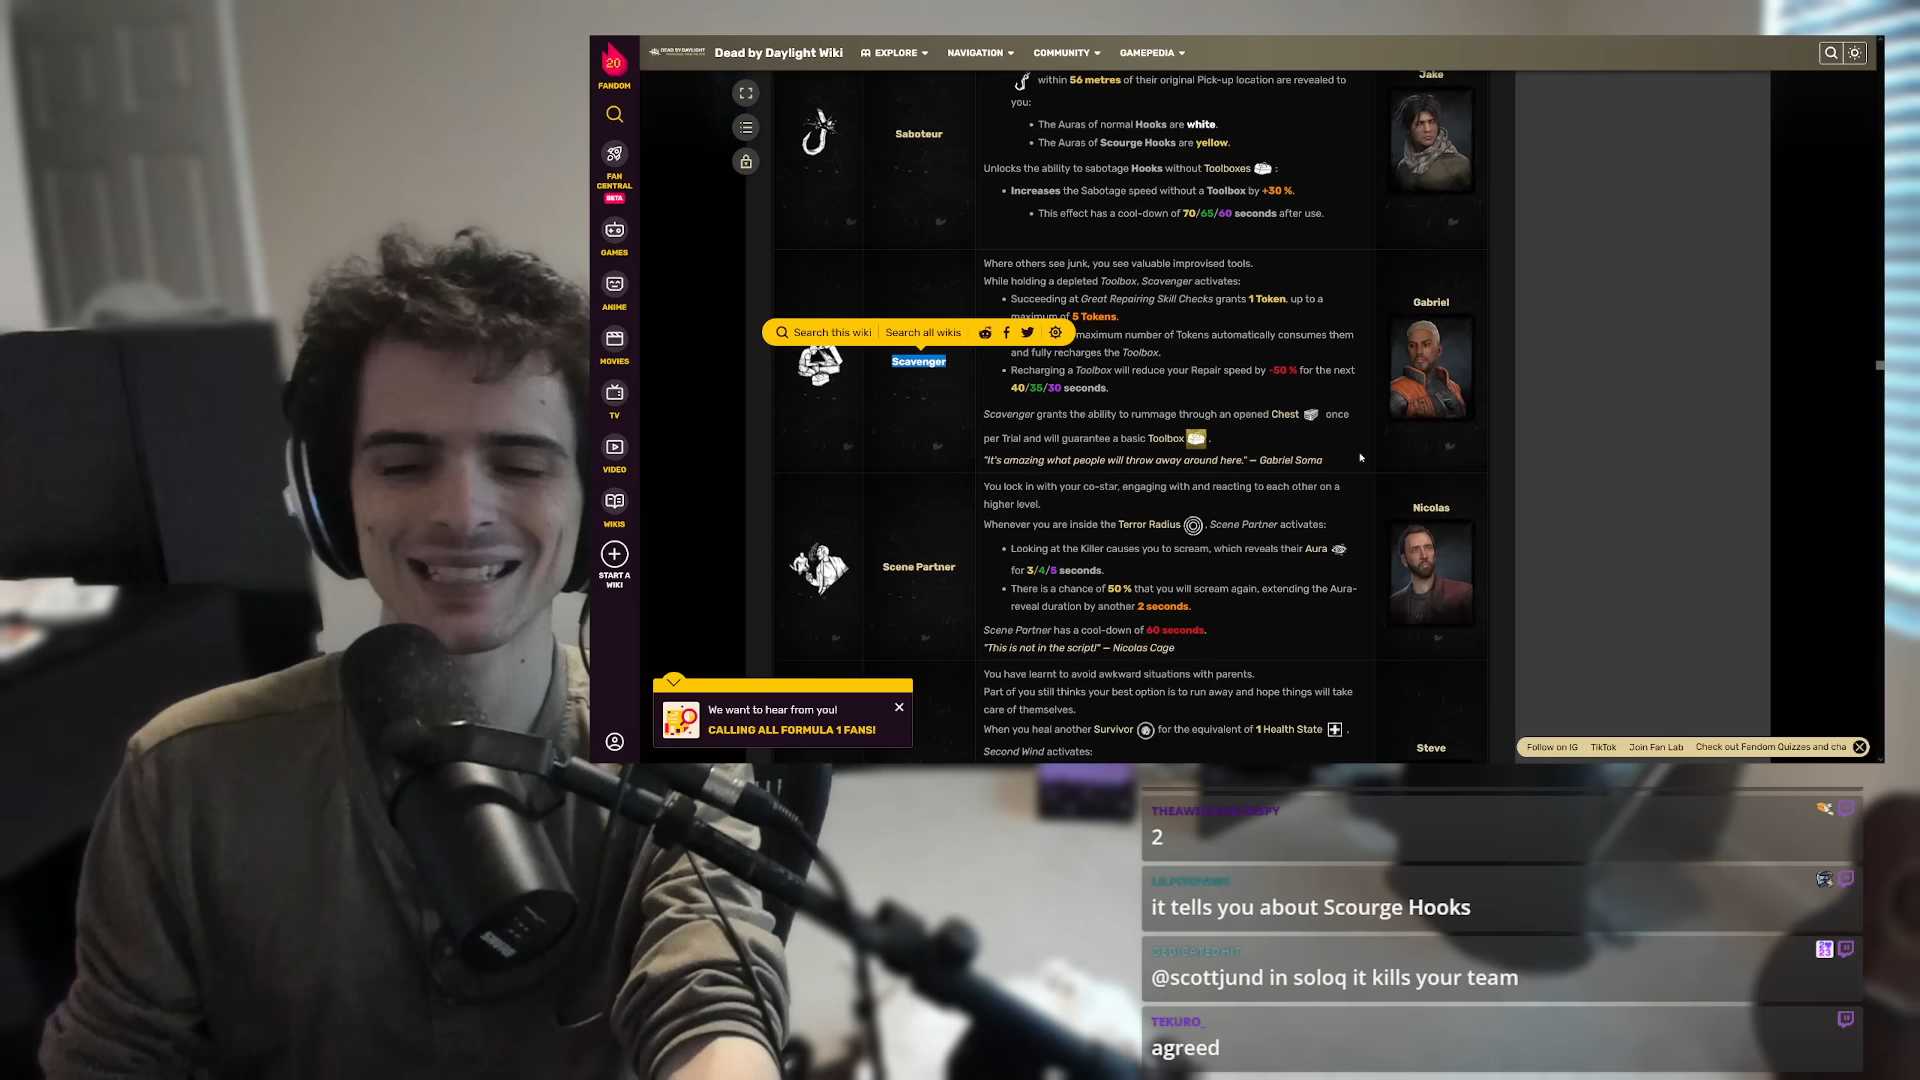 20
FANDOM
FAN
CENTRAL
BETA
GAMES
ANIME
MOVIES
TV
VIDEO
WIKIS
START A
WIKI
DEAD BY DAYLIGHT
Dead by Daylight Wiki
EXPLORE
NAVIGATION
COMMUNITY
GAMEPEDIA
Saboteur
within 56 metres of their original Pick-up location are revealed to
you:
• The Auras of normal Hooks are white.
• The Auras of Scourge Hooks are yellow.
Unlocks the ability to sabotage Hooks without Toolboxes :
• Increases the Sabotage speed without a Toolbox by +30 %.
• This effect has a cool-down of 70/65/60 seconds after use.
Jake
Search this wiki
Search all wikis
Scavenger
Where others see junk, you see valuable improvised tools.
While holding a depleted Toolbox, Scavenger activates:
• Succeeding at Great Repairing Skill Checks grants 1 Token, up to a
maximum of 5 Tokens.
maximum number of Tokens automatically consumes them
and fully recharges the Toolbox.
• Recharging a Toolbox will reduce your Repair speed by -50 % for the next
40/35/30 seconds.
Scavenger grants the ability to rummage through an opened Chest once
per Trial and will guarantee a basic Toolbox .
"It's amazing what people will throw away around here." — Gabriel Soma
Gabriel
Scene Partner
You lock in with your co-star, engaging with and reacting to each other on a
higher level.
Whenever you are inside the Terror Radius , Scene Partner activates:
• Looking at the Killer causes you to scream, which reveals their Aura
for 3/4/5 seconds.
• There is a chance of 50 % that you will scream again, extending the Aura-
reveal duration by another 2 seconds.
Scene Partner has a cool-down of 60 seconds.
"This is not in the script!" — Nicolas Cage
Nicolas
You have learnt to avoid awkward situations with parents.
Part of you still thinks your best option is to run away and hope things will take
care of themselves.
When you heal another Survivor for the equivalent of 1 Health State ,
Second Wind activates:
Steve
We want to hear from you!
CALLING ALL FORMULA 1 FANS!
Follow on IG
TikTok
Join Fan Lab
Check out Fandom Quizzes and cha
2
it tells you about Scourge Hooks
DEDICATEDHIT
@scottjund in soloq it kills your team
TEKURO_
agreed